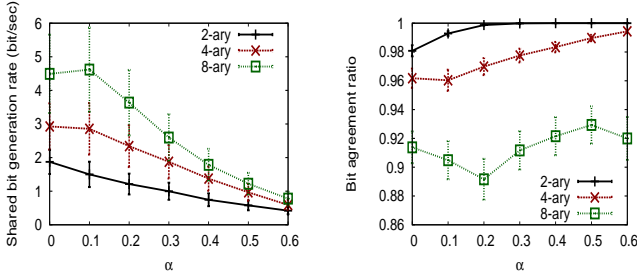 Shared bit generation rate (bit/sec)
6
5
4
3
2
1
0
2-ary
4-ary
8-ary
0 0.1 0.2 0.3 0.4 0.5 0.6
α
Bit agreement ratio
1
0.98
0.96
0.94
0.92
0.9
0.88
0.86
2-ary
4-ary
8-ary
0 0.1 0.2 0.3 0.4 0.5 0.6
α